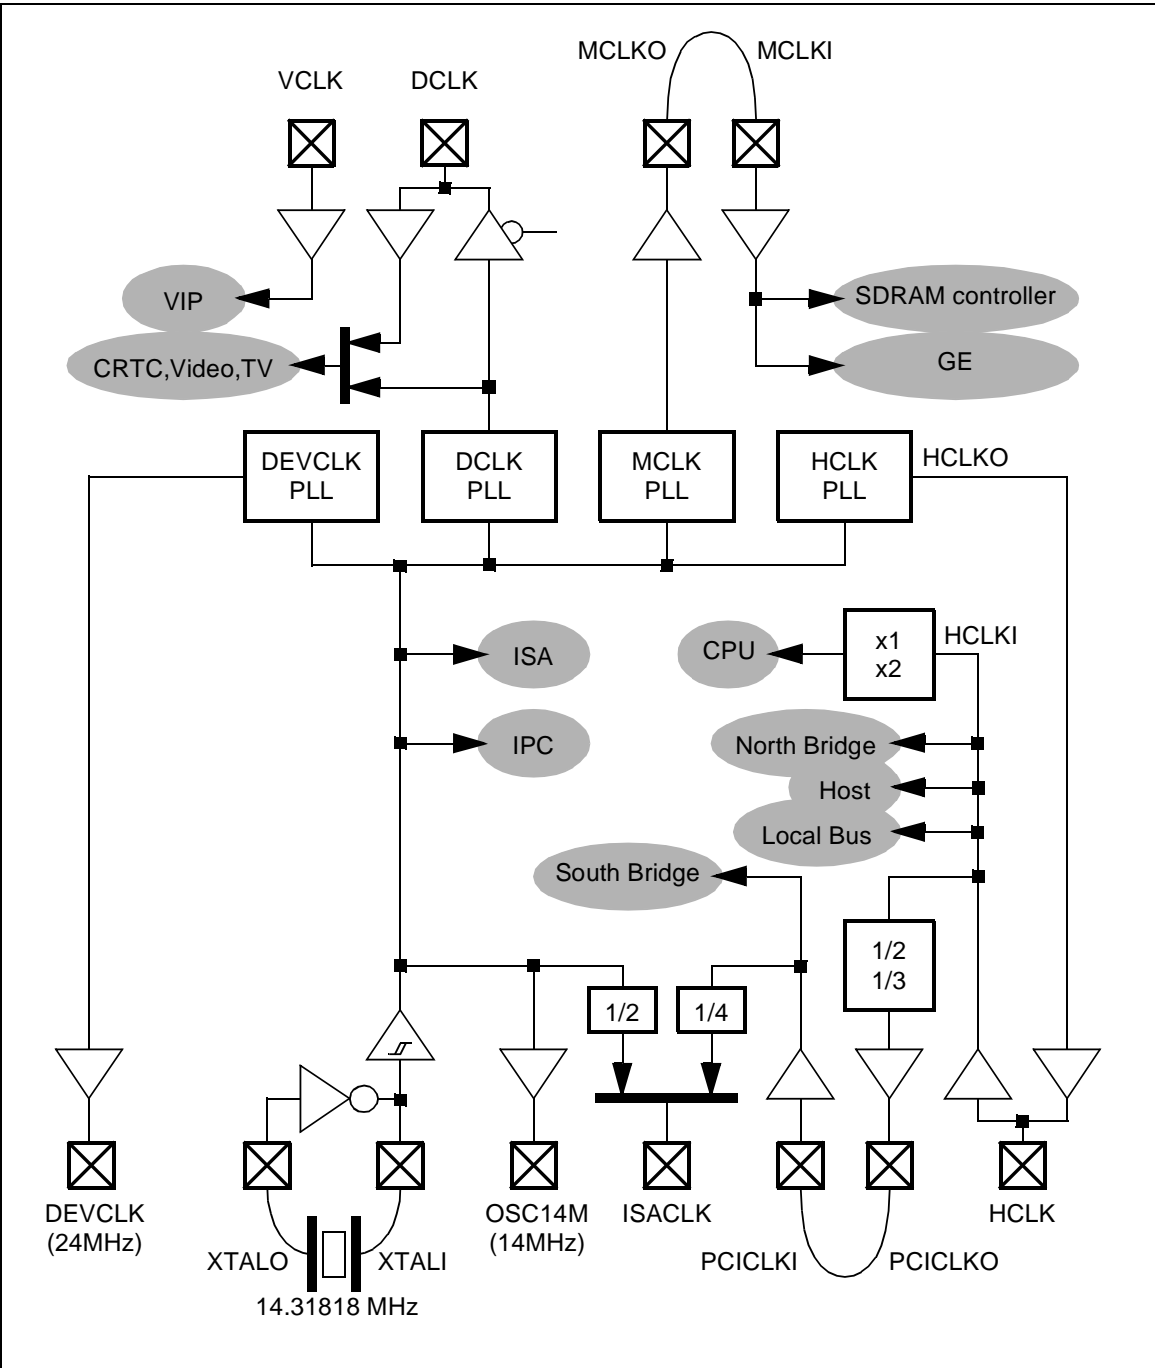 MCLKO
MCLKI
VCLK
DCLK
VIP
SDRAM controller
CRTC,Video,TV
GE
DEVCLK
PLL
DCLK
PLL
MCLK
PLL
HCLK
PLL
HCLKO
ISA
CPU
x1
x2
HCLKI
IPC
North Bridge
Host
Local Bus
South Bridge
1/2
1/3
1/2
1/4
DEVCLK
(24MHz)
OSC14M
(14MHz)
ISACLK
HCLK
XTALO
XTALI
PCICLKI
PCICLKO
14.31818 MHz